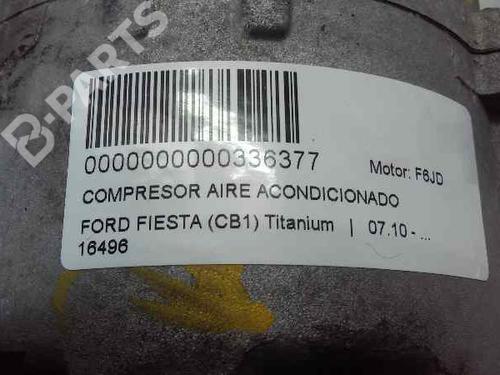 B-PARTS
0000000000336377
Motor: F6JD
COMPRESOR AIRE ACONDICIONADO
FORD FIESTA (CB1) Titanium | 07.10 - ...
16496